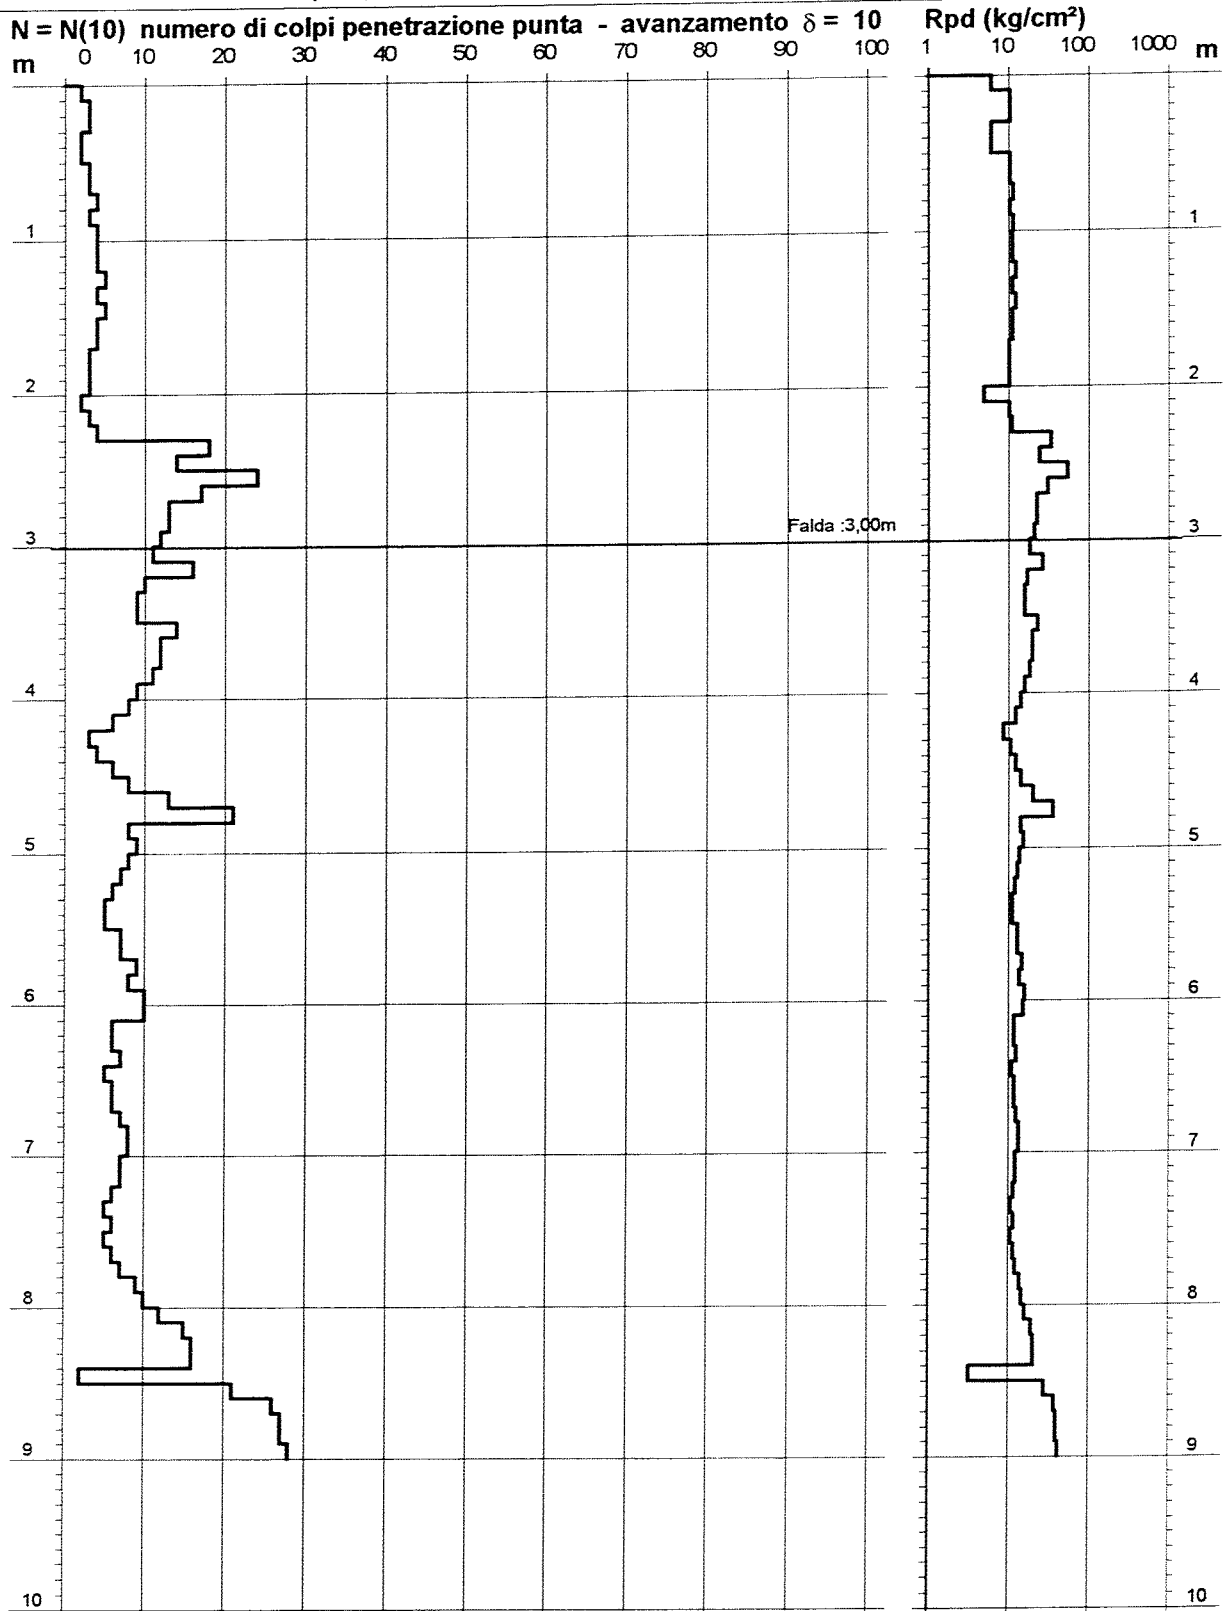 N = N(10) numero di colpi penetrazione punta - avanzamento δ = 10
Rpd (kg/cm²)
m 0 10 20 30 40 50 60 70 80 90 100
1 10 100 1000 m
1 1
2 2
Falda :3,00m
3 3
4 4
5 5
6 6
7 7
8 8
9 9
10 10